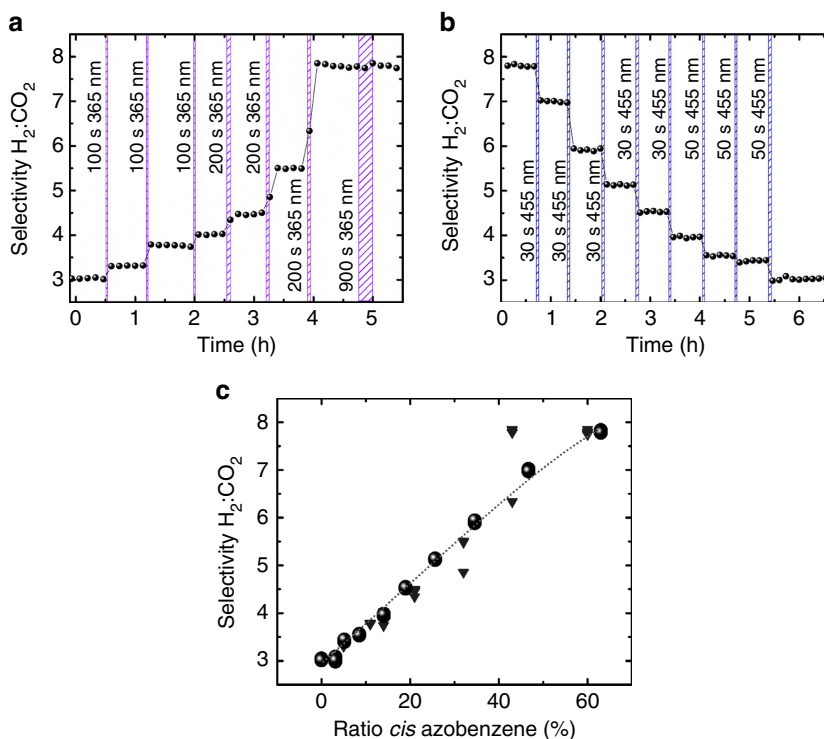 a
Selectivity H₂:CO₂
8
7
6
5
4
3
100 s 365 nm
100 s 365 nm
100 s 365 nm
200 s 365 nm
200 s 365 nm
200 s 365 nm
900 s 365 nm
0 1 2 3 4 5
Time (h)
b
Selectivity H₂:CO₂
8
7
6
5
4
3
30 s 455 nm
30 s 455 nm
30 s 455 nm
30 s 455 nm
30 s 455 nm
50 s 455 nm
50 s 455 nm
50 s 455 nm
0 1 2 3 4 5 6
Time (h)
c
Selectivity H₂:CO₂
8
7
6
5
4
3
0 20 40 60
Ratio cis azobenzene (%)